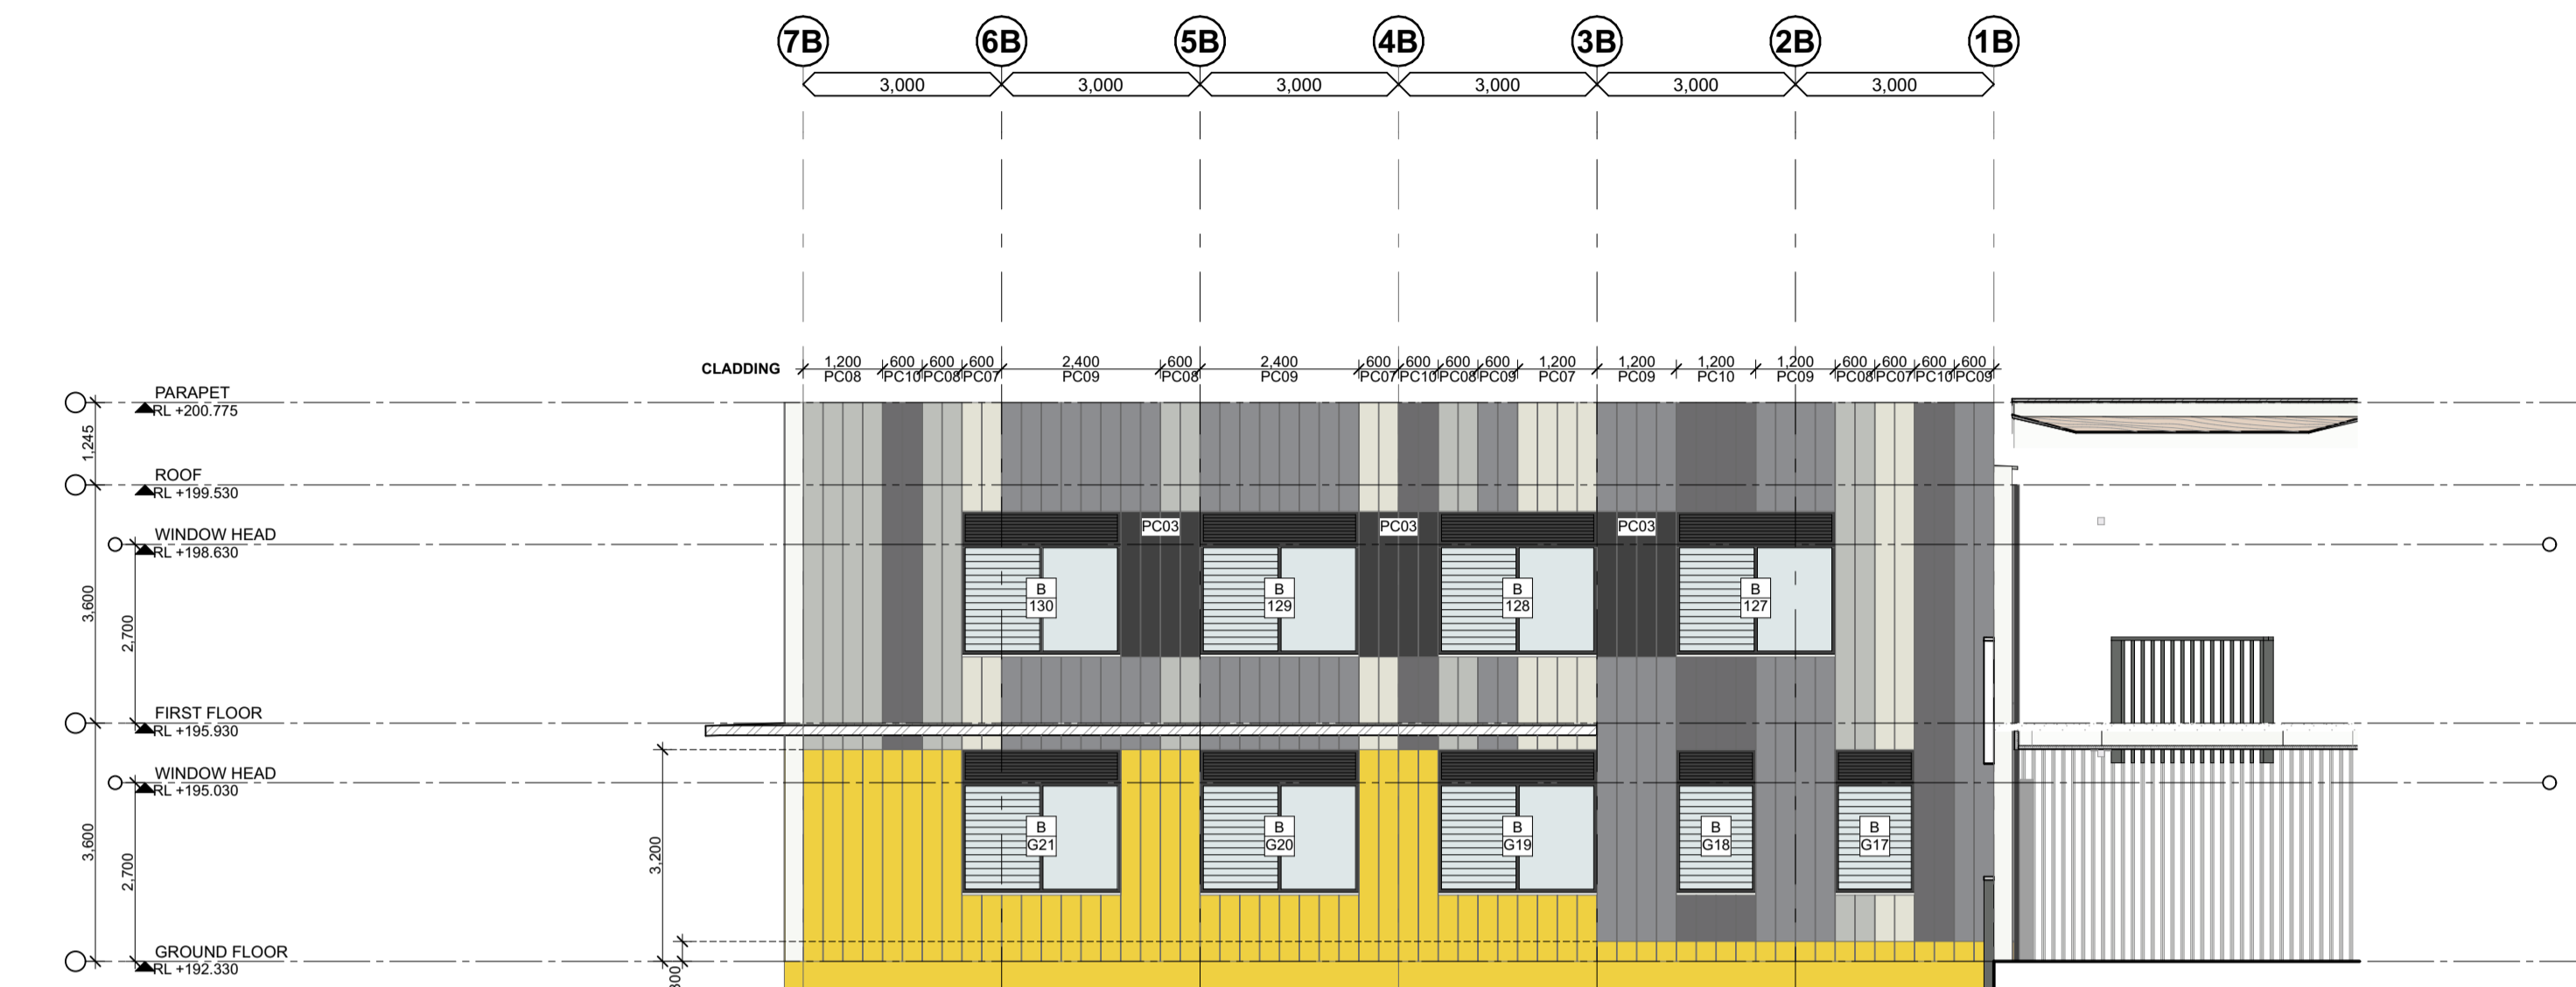 7B 6B 5B 4B 3B 2B 1B
3,000 3,000 3,000 3,000 3,000 3,000
CLADDING 1,200 600 600 600 2,400 600 2,400 600 600 600 600 1,200 1,200 1,200 1,200 600 600 600 600
PC08 PC10 PC08 PC07 PC09 PC08 PC09 PC07 PC10 PC08 PC09 PC07 PC09 PC10 PC09 PC08 PC07 PC10 PC09
PARAPET
RL +200.775
1,245
ROOF
RL +199.530
PC03 PC03 PC03
WINDOW HEAD
RL +198.630
3,600
2,700
B B B B
130 129 128 127
FIRST FLOOR
RL +195.930
WINDOW HEAD
RL +195.030
3,600
2,700
3,200
B B B B B
G21 G20 G19 G18 G17
GROUND FLOOR
RL +192.330